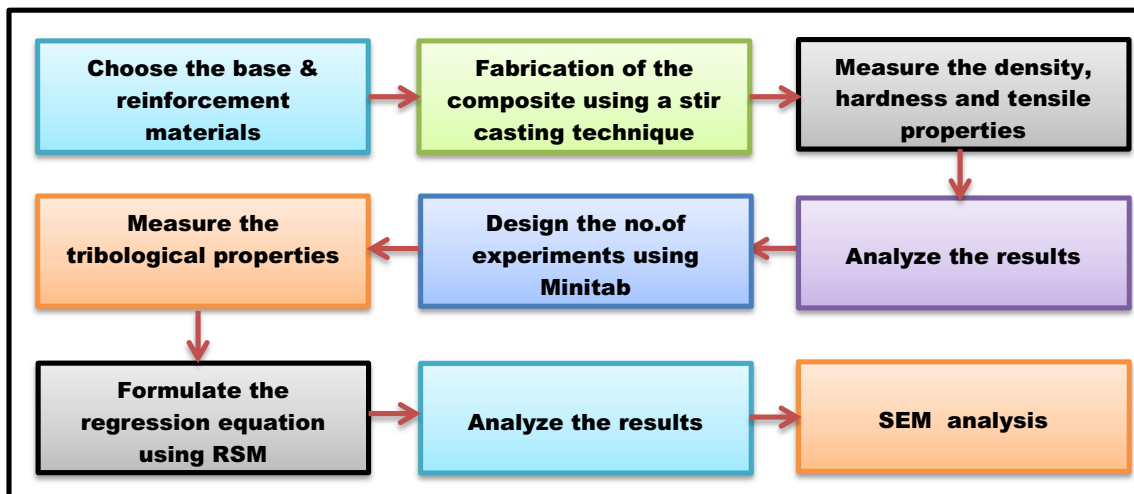 Choose the base &
reinforcement
materials
Fabrication of the
composite using a stir
casting technique
Measure the density,
hardness and tensile
properties
Measure the
tribological properties
Design the no.of
experiments using
Minitab
Analyze the results
Formulate the
regression equation
using RSM
Analyze the results
SEM analysis